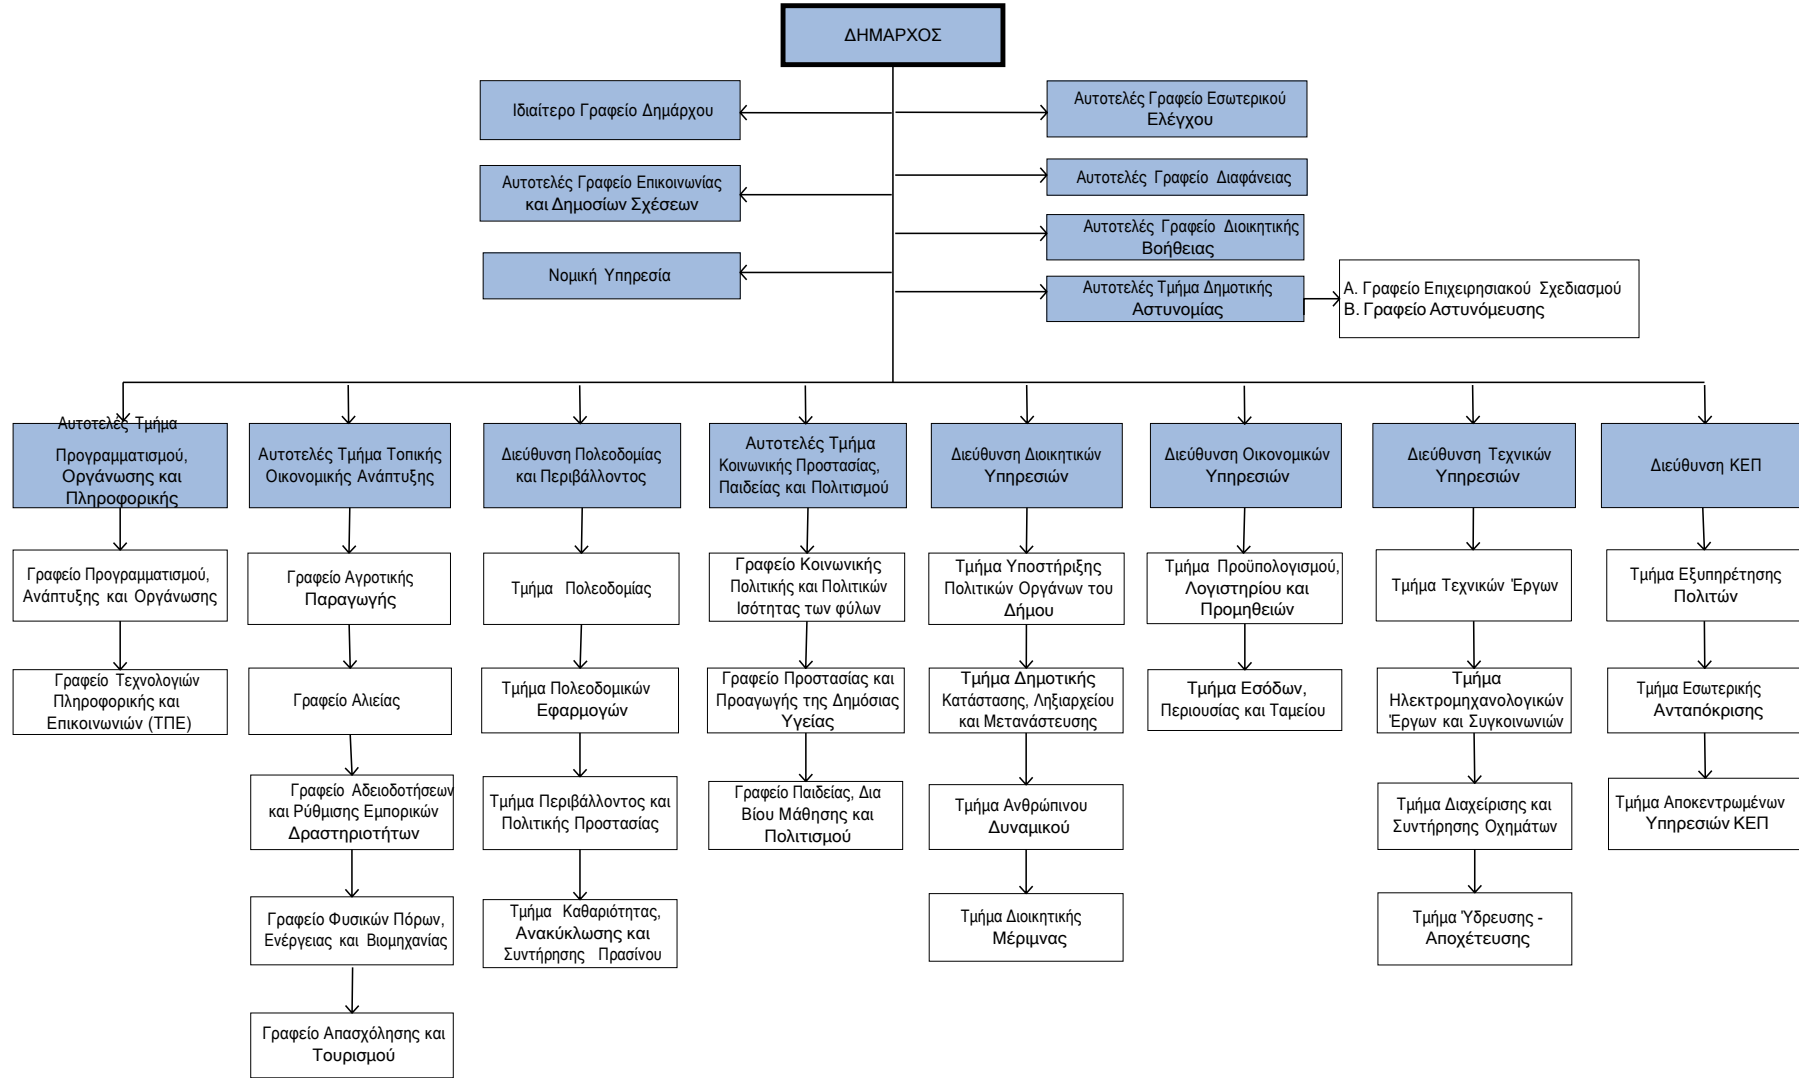 ΔΗΜΑΡΧΟΣ
Ιδιαίτερο Γραφείο Δημάρχου
Αυτοτελές Γραφείο Επικοινωνίας
και Δημοσίων Σχέσεων
Νομική Υπηρεσία
Αυτοτελές Γραφείο Εσωτερικού
Ελέγχου
Αυτοτελές Γραφείο Διαφάνειας
Αυτοτελές Γραφείο Διοικητικής
Βοήθειας
Αυτοτελές Τμήμα Δημοτικής
Αστυνομίας
Α. Γραφείο Επιχειρησιακού Σχεδιασμού
Β. Γραφείο Αστυνόμευσης
Αυτοτελές Τμήμα
Προγραμματισμού,
Οργάνωσης και
Πληροφορικής
Γραφείο Προγραμματισμού,
Ανάπτυξης και Οργάνωσης
Γραφείο Τεχνολογιών
Πληροφορικής και
Επικοινωνιών (ΤΠΕ)
Αυτοτελές Τμήμα Τοπικής
Οικονομικής Ανάπτυξης
Γραφείο Αγροτικής
Παραγωγής
Γραφείο Αλιείας
Γραφείο Αδειοδοτήσεων
και Ρύθμισης Εμπορικών
Δραστηριοτήτων
Γραφείο Φυσικών Πόρων,
Ενέργειας και Βιομηχανίας
Γραφείο Απασχόλησης και
Τουρισμού
Διεύθυνση Πολεοδομίας
και Περιβάλλοντος
Τμήμα Πολεοδομίας
Τμήμα Πολεοδομικών
Εφαρμογών
Τμήμα Περιβάλλοντος και
Πολιτικής Προστασίας
Τμήμα Καθαριότητας,
Ανακύκλωσης και
Συντήρησης Πρασίνου
Αυτοτελές Τμήμα
Κοινωνικής Προστασίας,
Παιδείας και Πολιτισμού
Γραφείο Κοινωνικής
Πολιτικής και Πολιτικών
Ισότητας των φύλων
Γραφείο Προστασίας και
Προαγωγής της Δημόσιας
Υγείας
Γραφείο Παιδείας, Δια
Βίου Μάθησης και
Πολιτισμού
Διεύθυνση Διοικητικών
Υπηρεσιών
Τμήμα Υποστήριξης
Πολιτικών Οργάνων του
Δήμου
Τμήμα Δημοτικής
Κατάστασης, Ληξιαρχείου
και Μετανάστευσης
Τμήμα Ανθρώπινου
Δυναμικού
Τμήμα Διοικητικής
Μέριμνας
Διεύθυνση Οικονομικών
Υπηρεσιών
Τμήμα Προϋπολογισμού,
Λογιστηρίου και
Προμηθειών
Τμήμα Εσόδων,
Περιουσίας και Ταμείου
Διεύθυνση Τεχνικών
Υπηρεσιών
Τμήμα Τεχνικών Έργων
Τμήμα
Ηλεκτρομηχανολογικών
Έργων και Συγκοινωνιών
Τμήμα Διαχείρισης και
Συντήρησης Οχημάτων
Τμήμα Ύδρευσης -
Αποχέτευσης
Διεύθυνση ΚΕΠ
Τμήμα Εξυπηρέτησης
Πολιτών
Τμήμα Εσωτερικής
Ανταπόκρισης
Τμήμα Αποκεντρωμένων
Υπηρεσιών ΚΕΠ